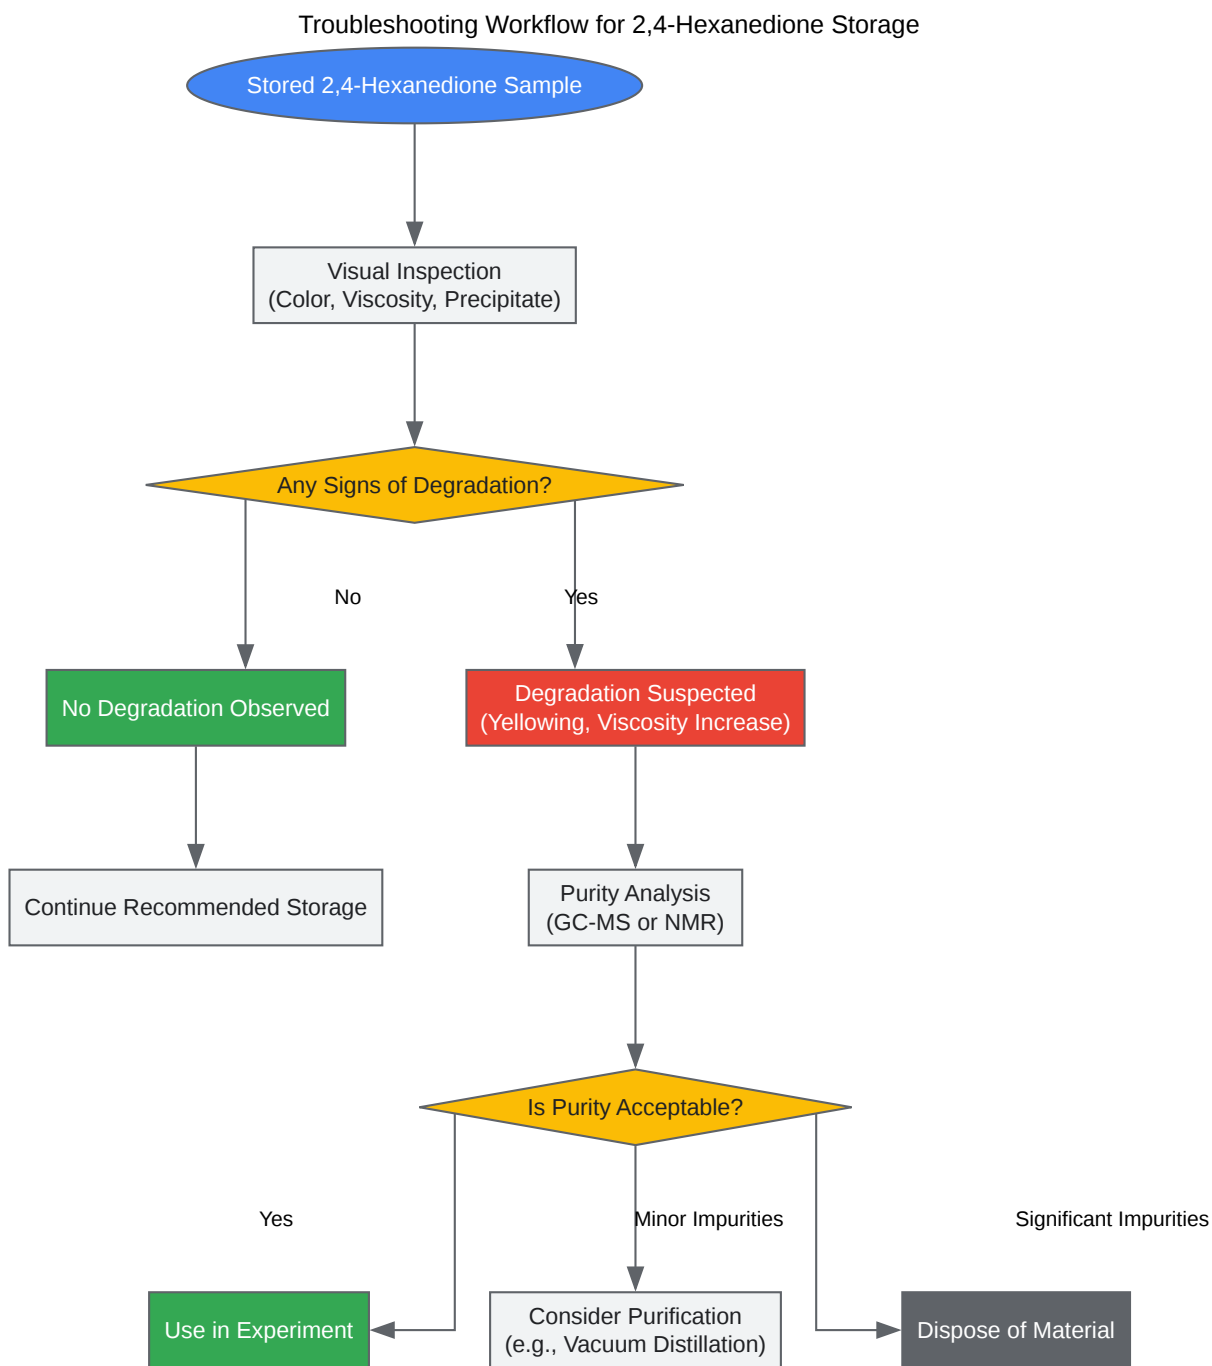 Troubleshooting Workflow for 2,4-Hexanedione Storage
Stored 2,4-Hexanedione Sample
Visual Inspection
(Color, Viscosity, Precipitate)
Any Signs of Degradation?
No
Yes
No Degradation Observed
Degradation Suspected
(Yellowing, Viscosity Increase)
Continue Recommended Storage
Purity Analysis
(GC-MS or NMR)
Is Purity Acceptable?
Yes
Minor Impurities
Significant Impurities
Use in Experiment
Consider Purification
(e.g., Vacuum Distillation)
Dispose of Material